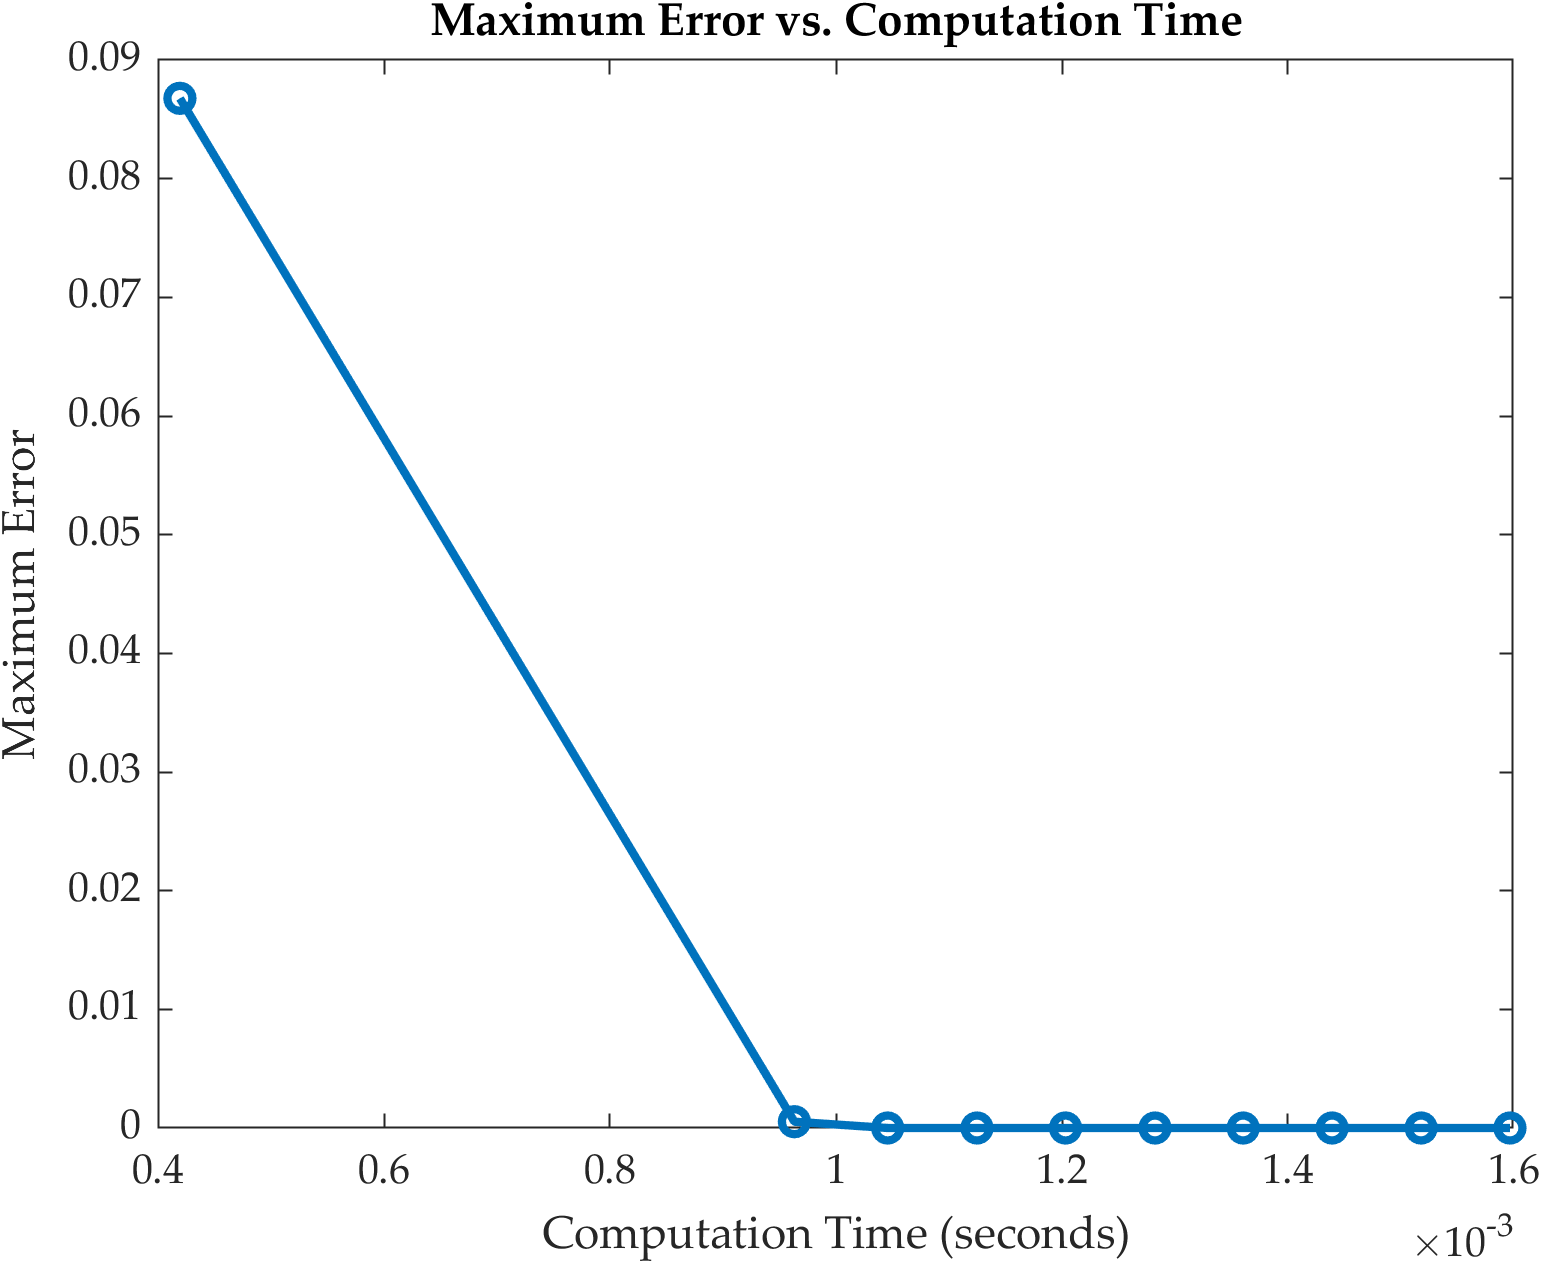 Maximum Error vs. Computation Time
0.09
0.08
0.07
0.06
0.05
0.04
0.03
0.02
0.01
0
Maximum Error
0.4 0.6 0.8 1 1.2 1.4 1.6
Computation Time (seconds)
×10⁻³